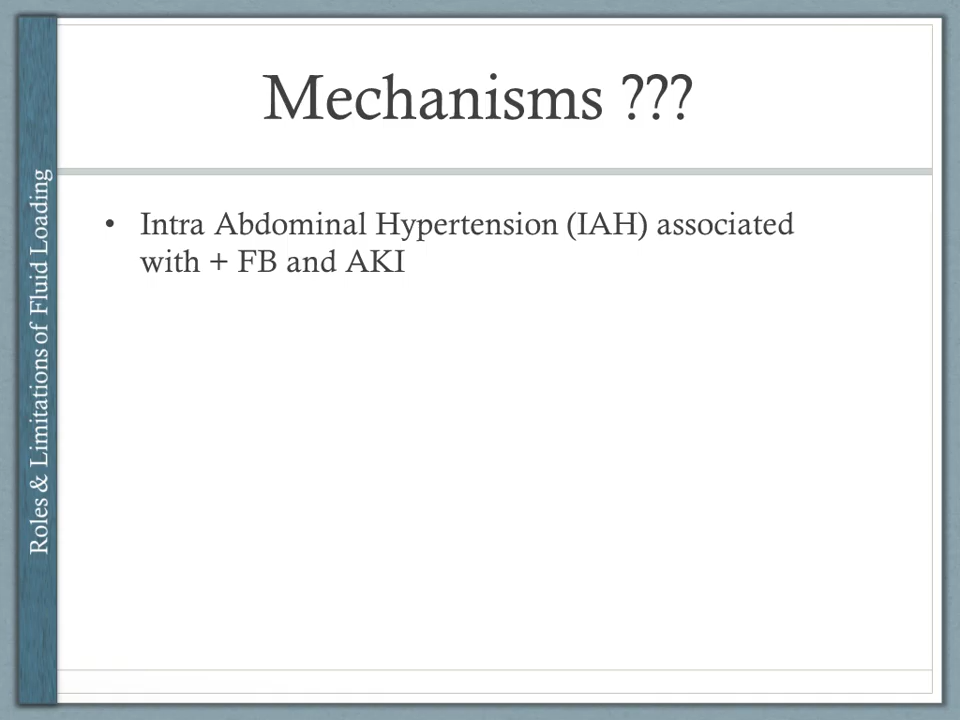 Mechanisms ???
• Intra Abdominal Hypertension (IAH) associated
with + FB and AKI
Roles & Limitations of Fluid Loading